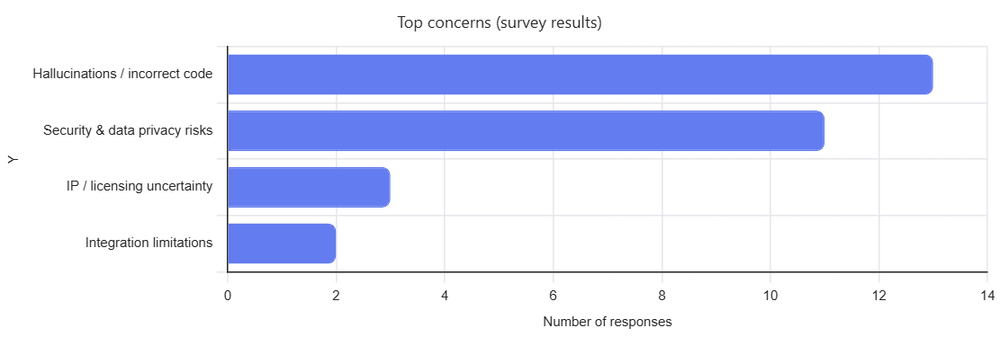 Top concerns (survey results)
Hallucinations / incorrect code
Security & data privacy risks
Y
IP / licensing uncertainty
Integration limitations
0 2 4 6 8 10 12 14
Number of responses